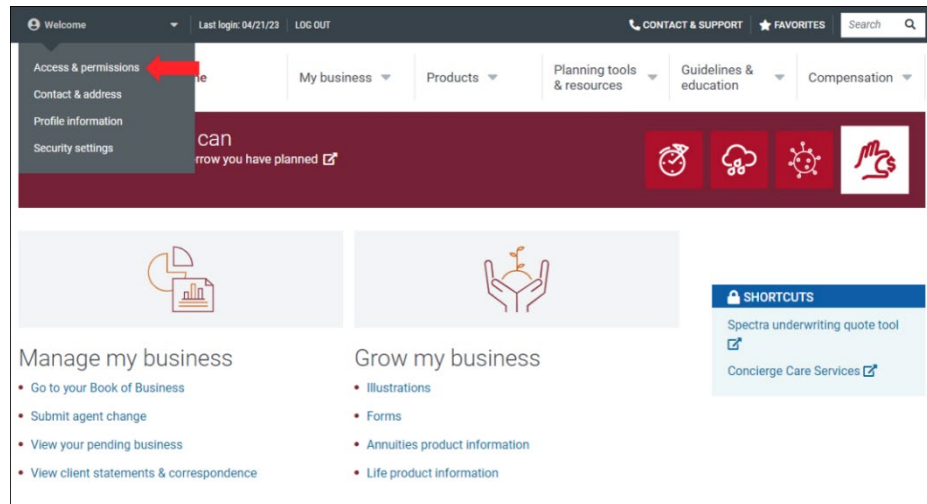 Welcome
Last login: 04/21/23
LOG OUT
CONTACT & SUPPORT
FAVORITES
Search
Access & permissions
Contact & address
Profile information
Security settings
My business
Products
Planning tools
& resources
Guidelines &
education
Compensation
can
rrow you have planned
SHORTCUTS
Spectra underwriting quote tool
Concierge Care Services
Manage my business
Go to your Book of Business
Submit agent change
View your pending business
View client statements & correspondence
Grow my business
Illustrations
Forms
Annuities product information
Life product information